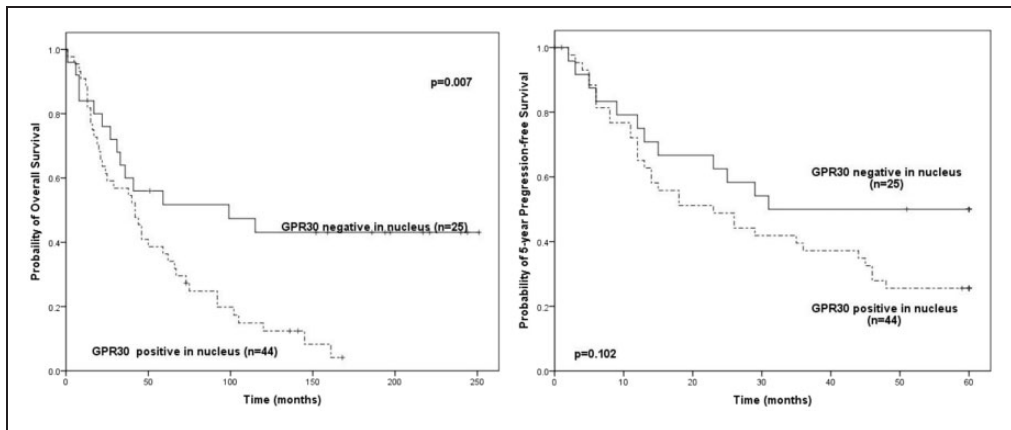 Probaility of Overall Survival
1.0
0.8
0.6
0.4
0.2
0.0
p=0.007
GPR30 negative in nucleus (n=25)
GPR30 positive in nucleus (n=44)
0
50
100
150
200
250
Time (months)
Probability of 5-year Pregression-free Survival
1.0
0.8
0.6
0.4
0.2
0.0
GPR30 negative in nucleus
(n=25)
GPR30 positive in nucleus
(n=44)
p=0.102
0
10
20
30
40
50
60
Time (months)